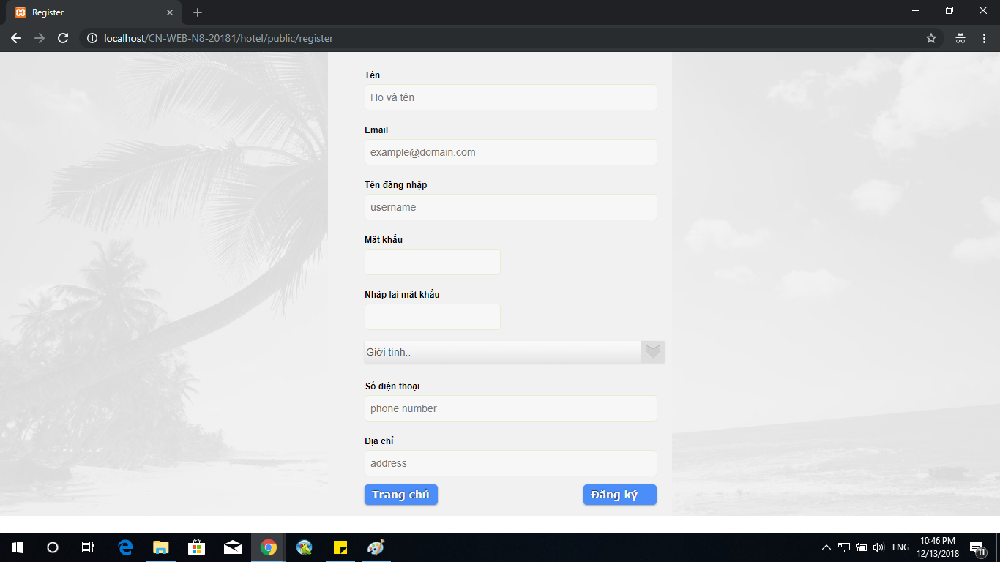 Register
localhost/CN-WEB-N8-20181/hotel/public/register
Tên
Họ và tên
Email
example@domain.com
Tên đăng nhập
username
Mật khẩu
Nhập lại mật khẩu
Giới tính..
Số điện thoại
phone number
Địa chỉ
address
Trang chủ
Đăng ký
ENG
10:46 PM
12/13/2018
11